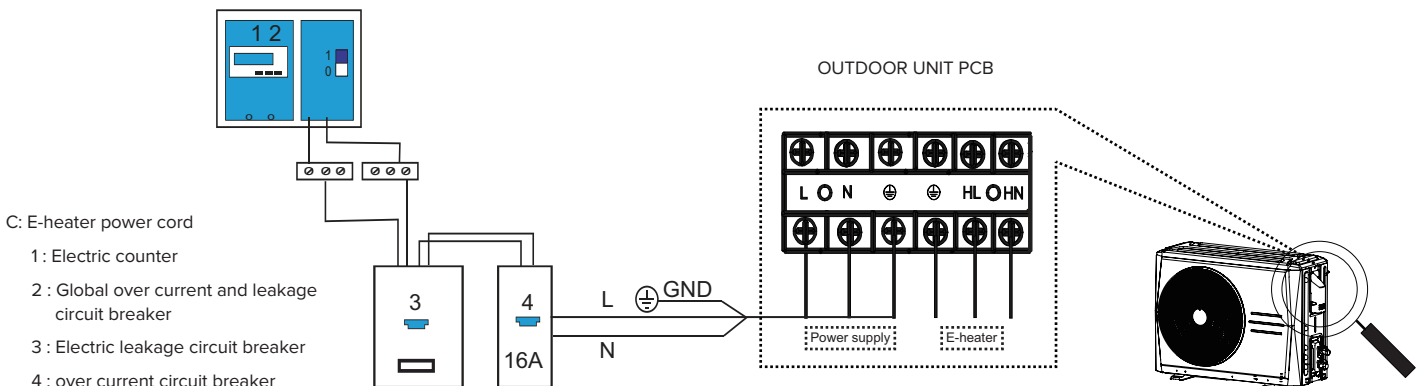 1 2
1
0
OUTDOOR UNIT PCB
L N HL HN
C: E-heater power cord
1 : Electric counter
2 : Global over current and leakage
circuit breaker
3 : Electric leakage circuit breaker
4 : over current circuit breaker
3
4
16A
L
GND
N
Power supply
E-heater